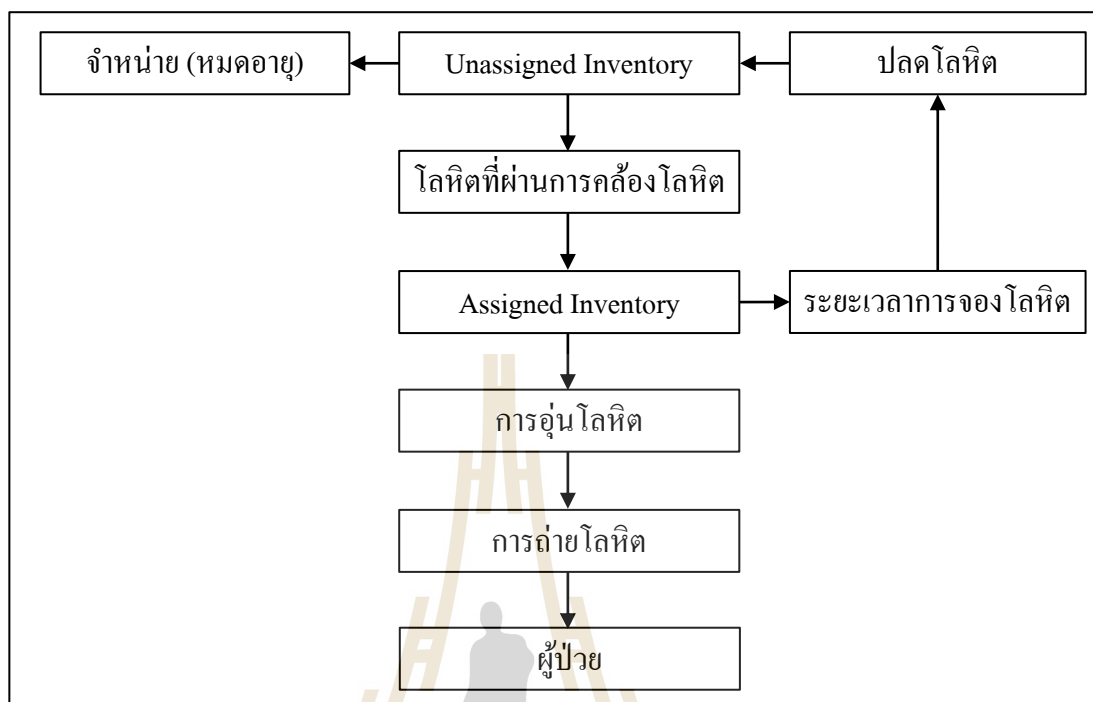 จำหน่าย (หมดอายุ)
Unassigned Inventory
ปลดโลหิต
โลหิตที่ผ่านการคล้องโลหิต
Assigned Inventory
ระยะเวลาการจองโลหิต
การอุ่นโลหิต
การถ่ายโลหิต
ผู้ป่วย